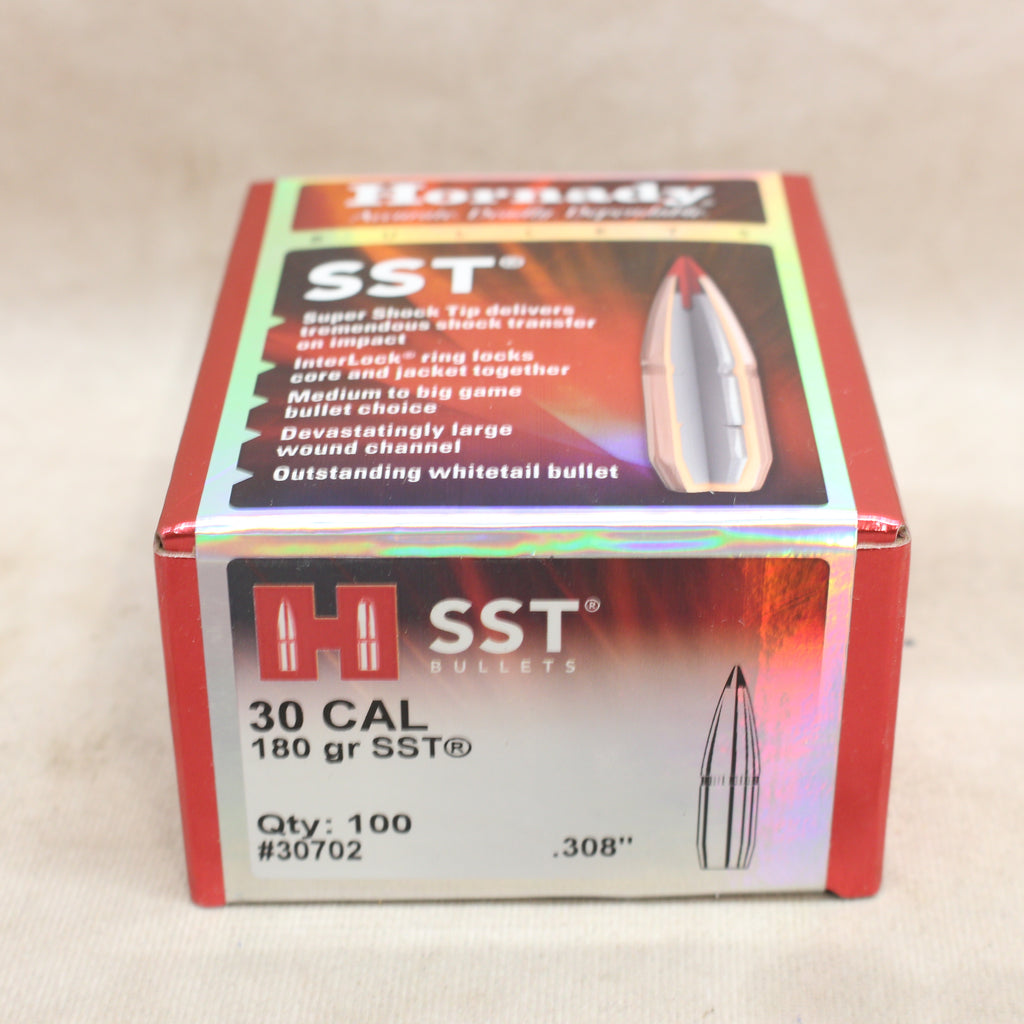 Hornady
Accurate. Deadly. Dependable.
BULLETS
SST®
Super Shock Tip delivers
tremendous shock transfer
on impact
InterLock® ring locks
core and jacket together
Medium to big game
bullet choice
Devastatingly large
wound channel
Outstanding whitetail bullet
H SST®
BULLETS
30 CAL
180 gr SST®
Qty: 100
#30702
.308"